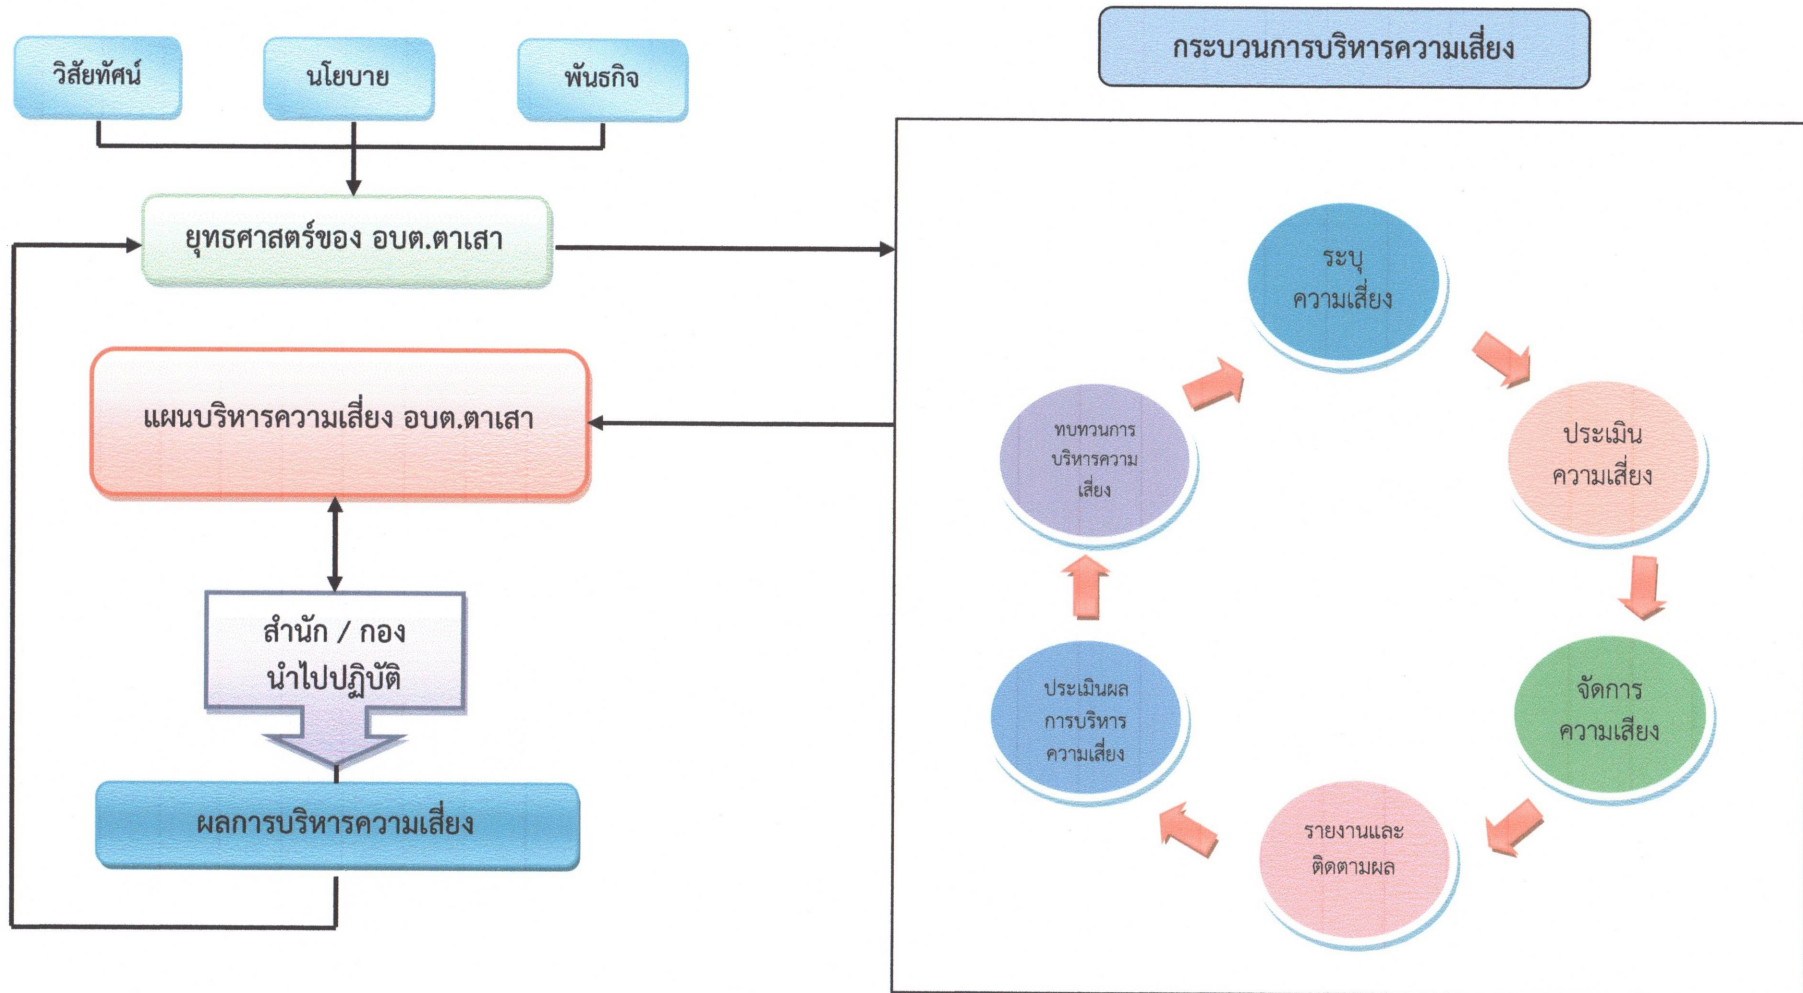 กระบวนการบริหารความเสี่ยง
วิสัยทัศน์
นโยบาย
พันธกิจ
ยุทธศาสตร์ของ อบต.ตาเสา
แผนบริหารความเสี่ยง อบต.ตาเสา
สำนัก / กอง
นำไปปฏิบัติ
ผลการบริหารความเสี่ยง
ระบุ
ความเสี่ยง
ประเมิน
ความเสี่ยง
จัดการ
ความเสียง
รายงานและ
ติดตามผล
ประเมินผล
การบริหาร
ความเสี่ยง
ทบทวนการ
บริหารความ
เสี่ยง